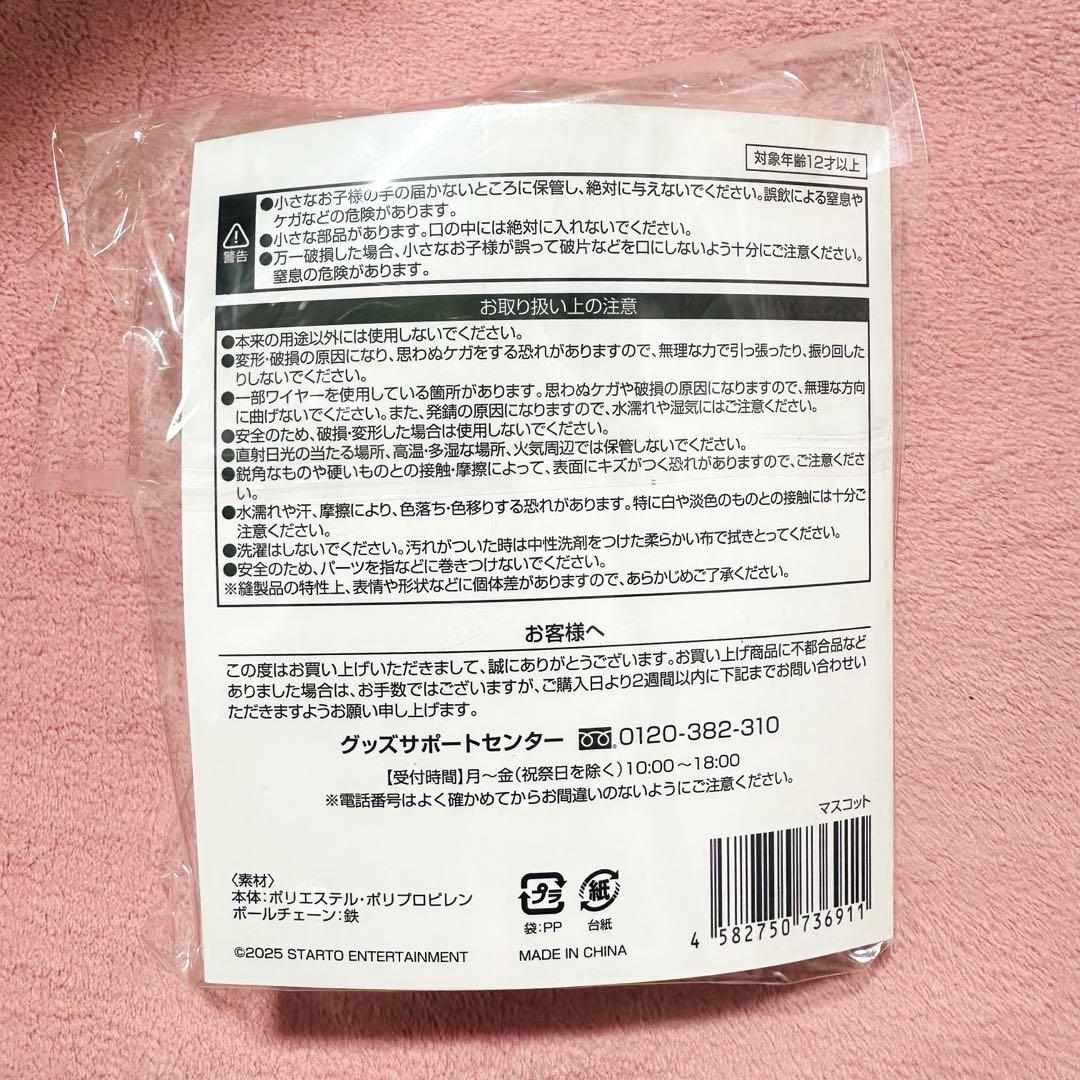 対象年齢12才以上
警告
●小さなお子様の手の届かないところに保管し、絶対に与えないでください。誤飲による窒息や
ケガなどの危険があります。
●小さな部品があります。口の中には絶対に入れないでください。
●万一破損した場合、小さなお子様が誤って破片などを口にしないよう十分にご注意ください。
窒息の危険があります。
お取り扱い上の注意
●本来の用途以外には使用しないでください。
●変形・破損の原因になり、思わぬケガをする恐れがありますので、無理な力で引っ張ったり、振り回した
りしないでください。
●一部ワイヤーを使用している箇所があります。思わぬケガや破損の原因になりますので、無理な方向
に曲げないでください。また、発錆の原因になりますので、水濡れや湿気にはご注意ください。
●安全のため、破損・変形した場合は使用しないでください。
●直射日光の当たる場所、高温・多湿な場所、火気周辺では保管しないでください。
●鋭角なものや硬いものとの接触・摩擦によって、表面にキズがつく恐れがありますので、ご注意くださ
い。
●水濡れや汗、摩擦により、色落ち・色移りする恐れがあります。特に白や淡色のものとの接触には十分ご
注意ください。
●洗濯はしないでください。汚れがついた時は中性洗剤をつけた柔らかい布で拭きとってください。
●安全のため、パーツを指などに巻きつけないでください。
※縫製品の特性上、表情や形状などに個体差がありますので、あらかじめご了承ください。
お客様へ
この度はお買い上げいただきまして、誠にありがとうございます。お買い上げ商品に不都合品など
ありました場合は、お手数ではございますが、ご購入日より2週間以内に下記までお問い合わせい
ただきますようお願い申し上げます。
グッズサポートセンター 0120-382-310
【受付時間】月〜金(祝祭日を除く)10:00〜18:00
※電話番号はよく確かめてからお間違いのないようにご注意ください。
マスコット
〈素材〉
本体:ポリエステル・ポリプロピレン
ボールチェーン:鉄
プラ
紙
袋:PP
台紙
4 582750 736911
©2025 STARTO ENTERTAINMENT
MADE IN CHINA